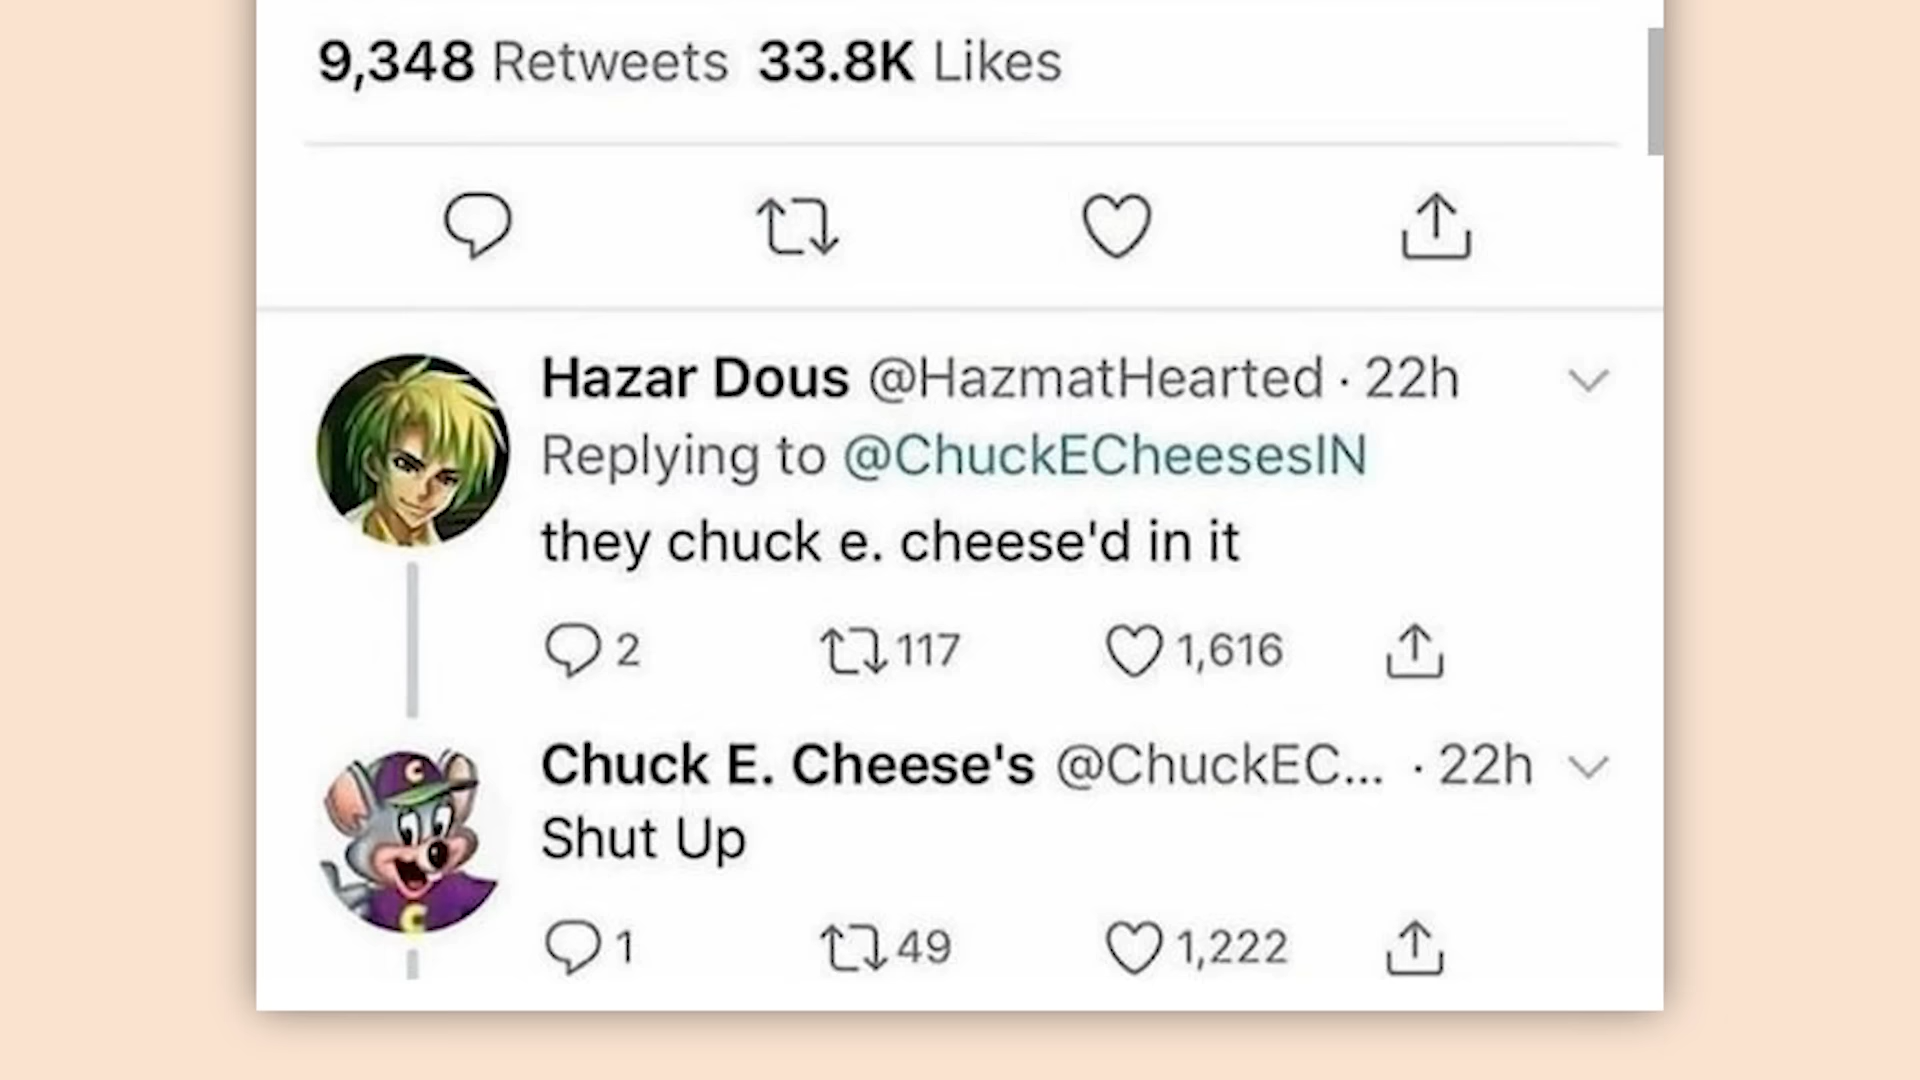 9,348 Retweets 33.8K Likes
Hazar Dous @HazmatHearted · 22h
Replying to @ChuckECheesesIN
they chuck e. cheese'd in it
2 117 1,616
Chuck E. Cheese's @ChuckEC... · 22h
Shut Up
1 49 1,222